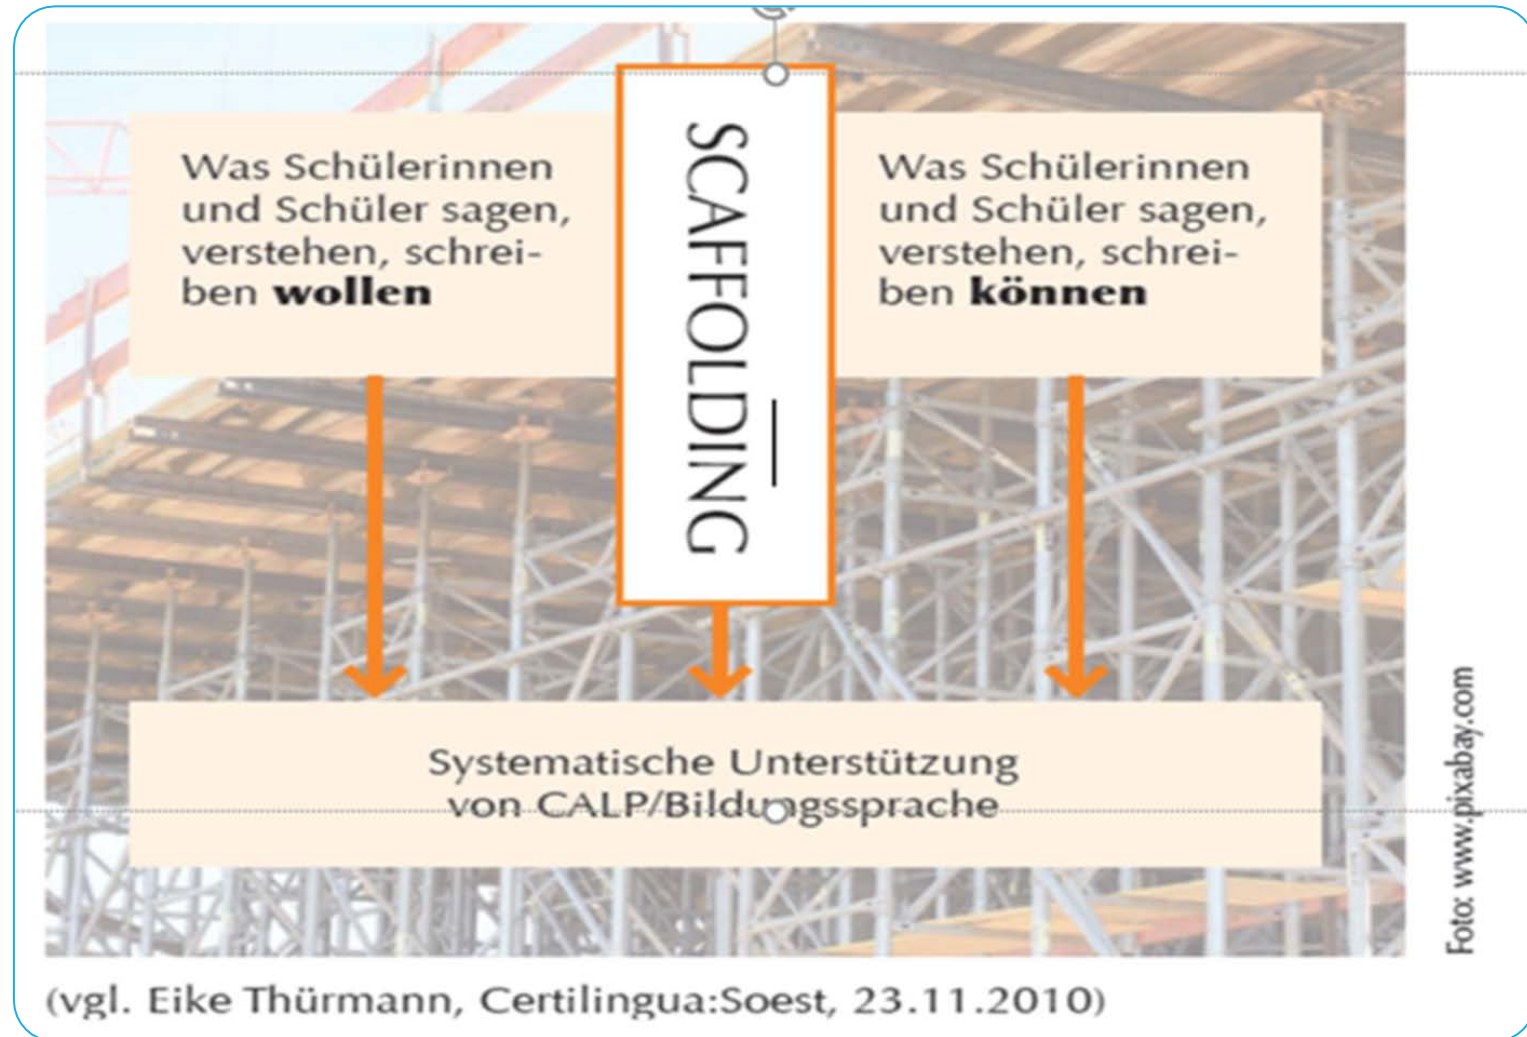 Was Schülerinnen
und Schüler sagen,
verstehen, schrei-
ben wollen
SCAFFOLDING
Was Schülerinnen
und Schüler sagen,
verstehen, schrei-
ben können
Systematische Unterstützung
von CALP/Bildungssprache
Foto: www.pixabay.com
(vgl. Eike Thürmann, Certilingua:Soest, 23.11.2010)